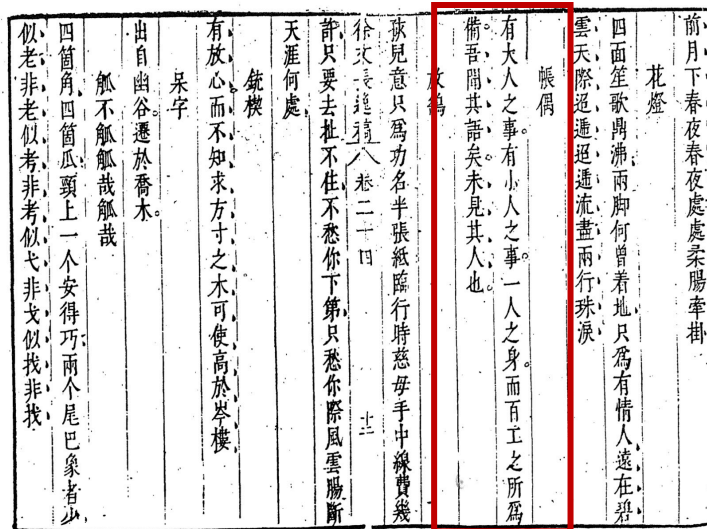 前月下春夜春夜處處柔腸牽掛
花燈
四面笙歌鼎沸兩脚何曾着地只爲有情人遠在碧
雲天際迢遞迢遞流盡兩行珠淚
帳偶
有大人之事有小人之事一人之身而百工之所爲
備吾聞其語矣未見其人也
放鷂
孩兒意只爲功名半張紙臨行時慈母手中線費幾
徐文長逸稿 卷二十四 十二
許只要去扯不住不愁你下第只愁你際風雲腸斷
天涯何處
銃楔
有放心而不知求方寸之木可使高於岑樓
呆字
出自幽谷遷於喬木
觚不觚觚哉觚哉
四箇角四箇瓜頸上一个安得巧兩个尾巴象者少
似老非老似考非考似弋非戈似找非找